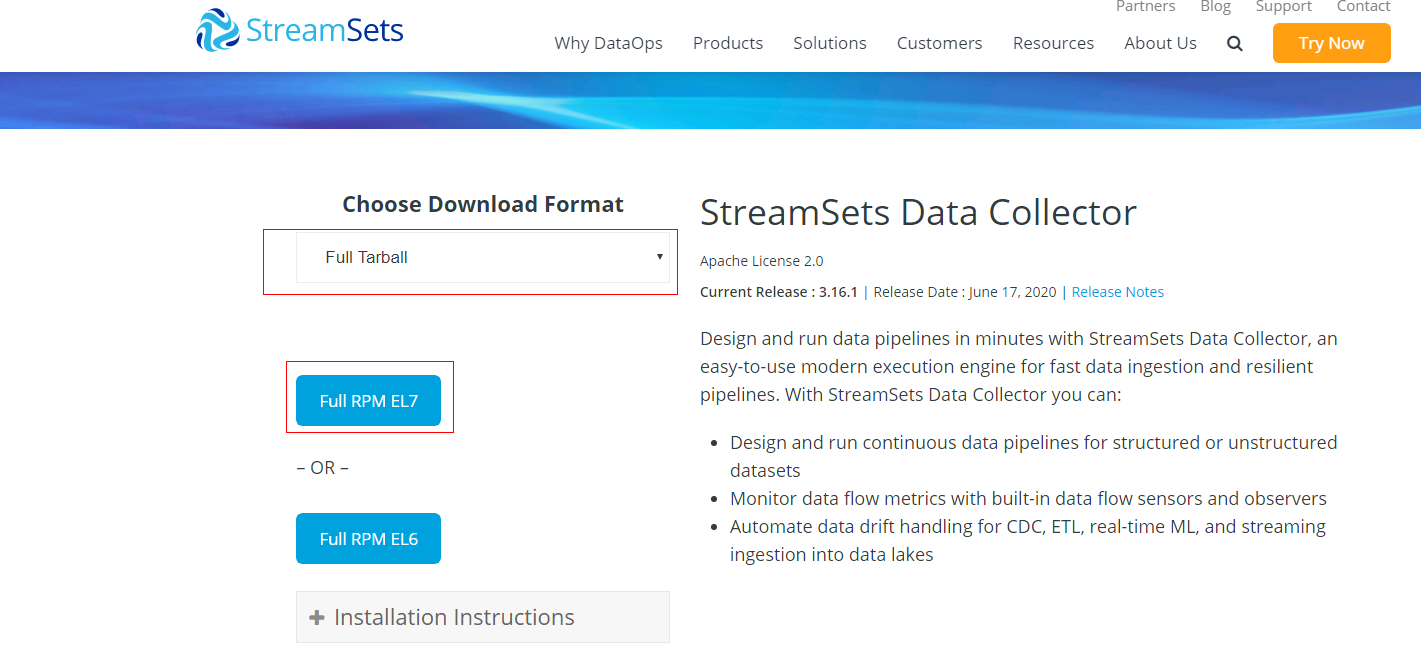 Partners Blog Support Contact
StreamSets
Why DataOps Products Solutions Customers Resources About Us Try Now
Choose Download Format
Full Tarball
Full RPM EL7
– OR –
Full RPM EL6
Installation Instructions
StreamSets Data Collector
Apache License 2.0
Current Release : 3.16.1 | Release Date : June 17, 2020 | Release Notes
Design and run data pipelines in minutes with StreamSets Data Collector, an
easy-to-use modern execution engine for fast data ingestion and resilient
pipelines. With StreamSets Data Collector you can:
• Design and run continuous data pipelines for structured or unstructured
datasets
• Monitor data flow metrics with built-in data flow sensors and observers
• Automate data drift handling for CDC, ETL, real-time ML, and streaming
ingestion into data lakes